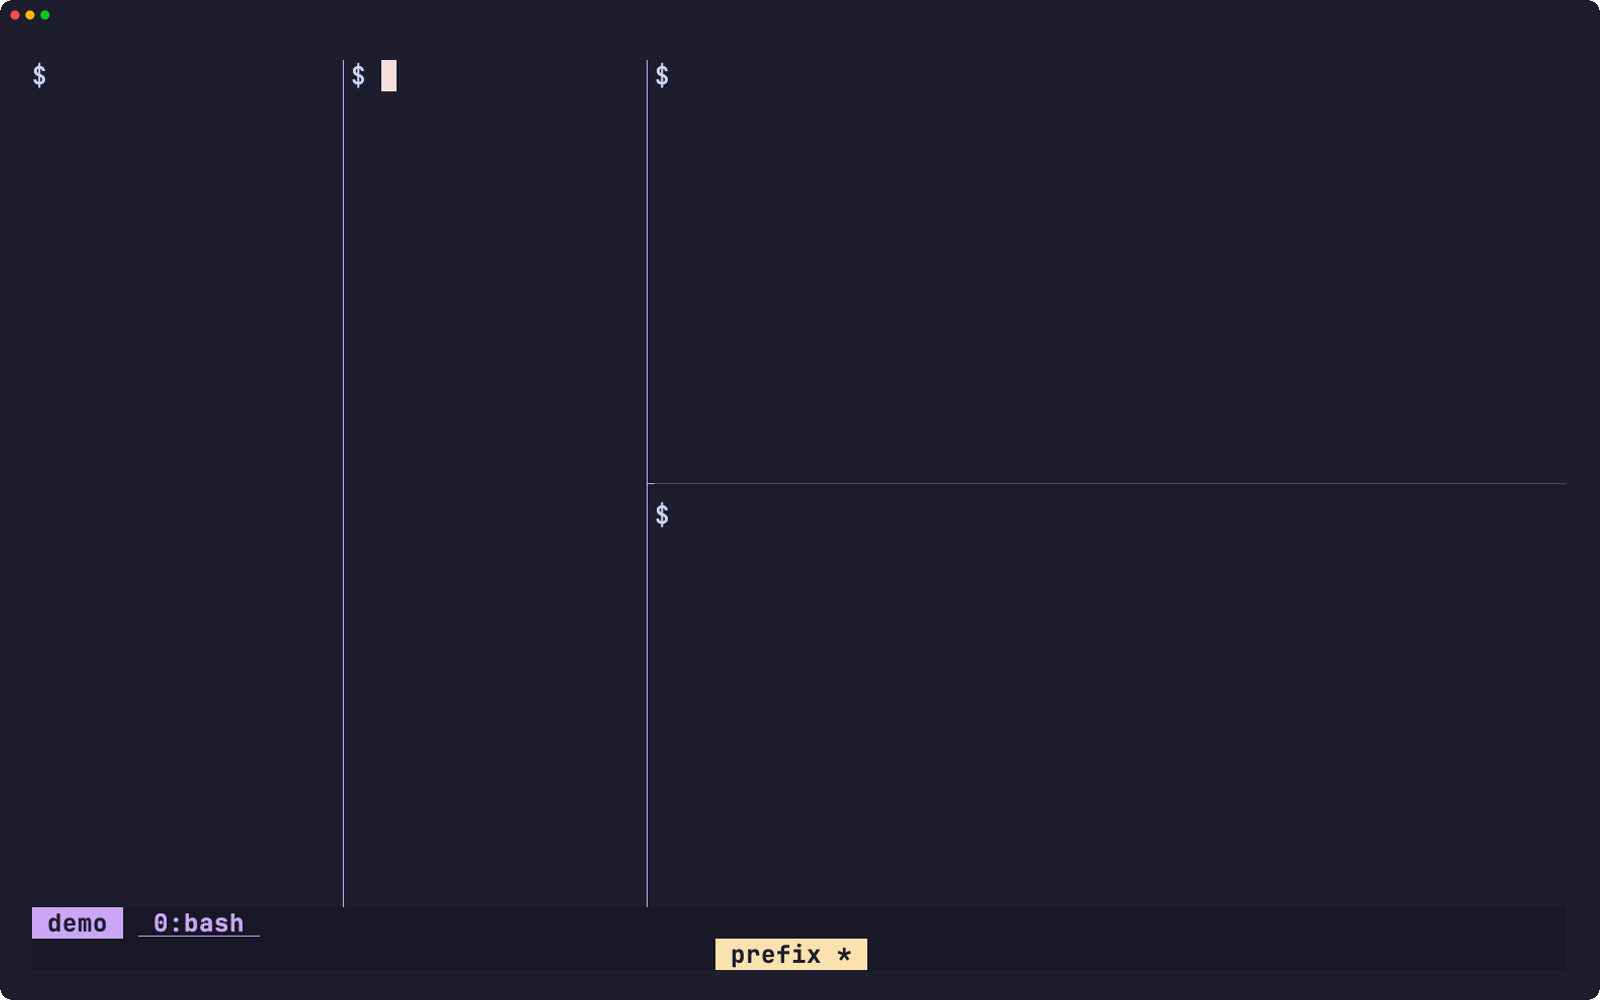 $ $ $
$
demo 0:bash
prefix *